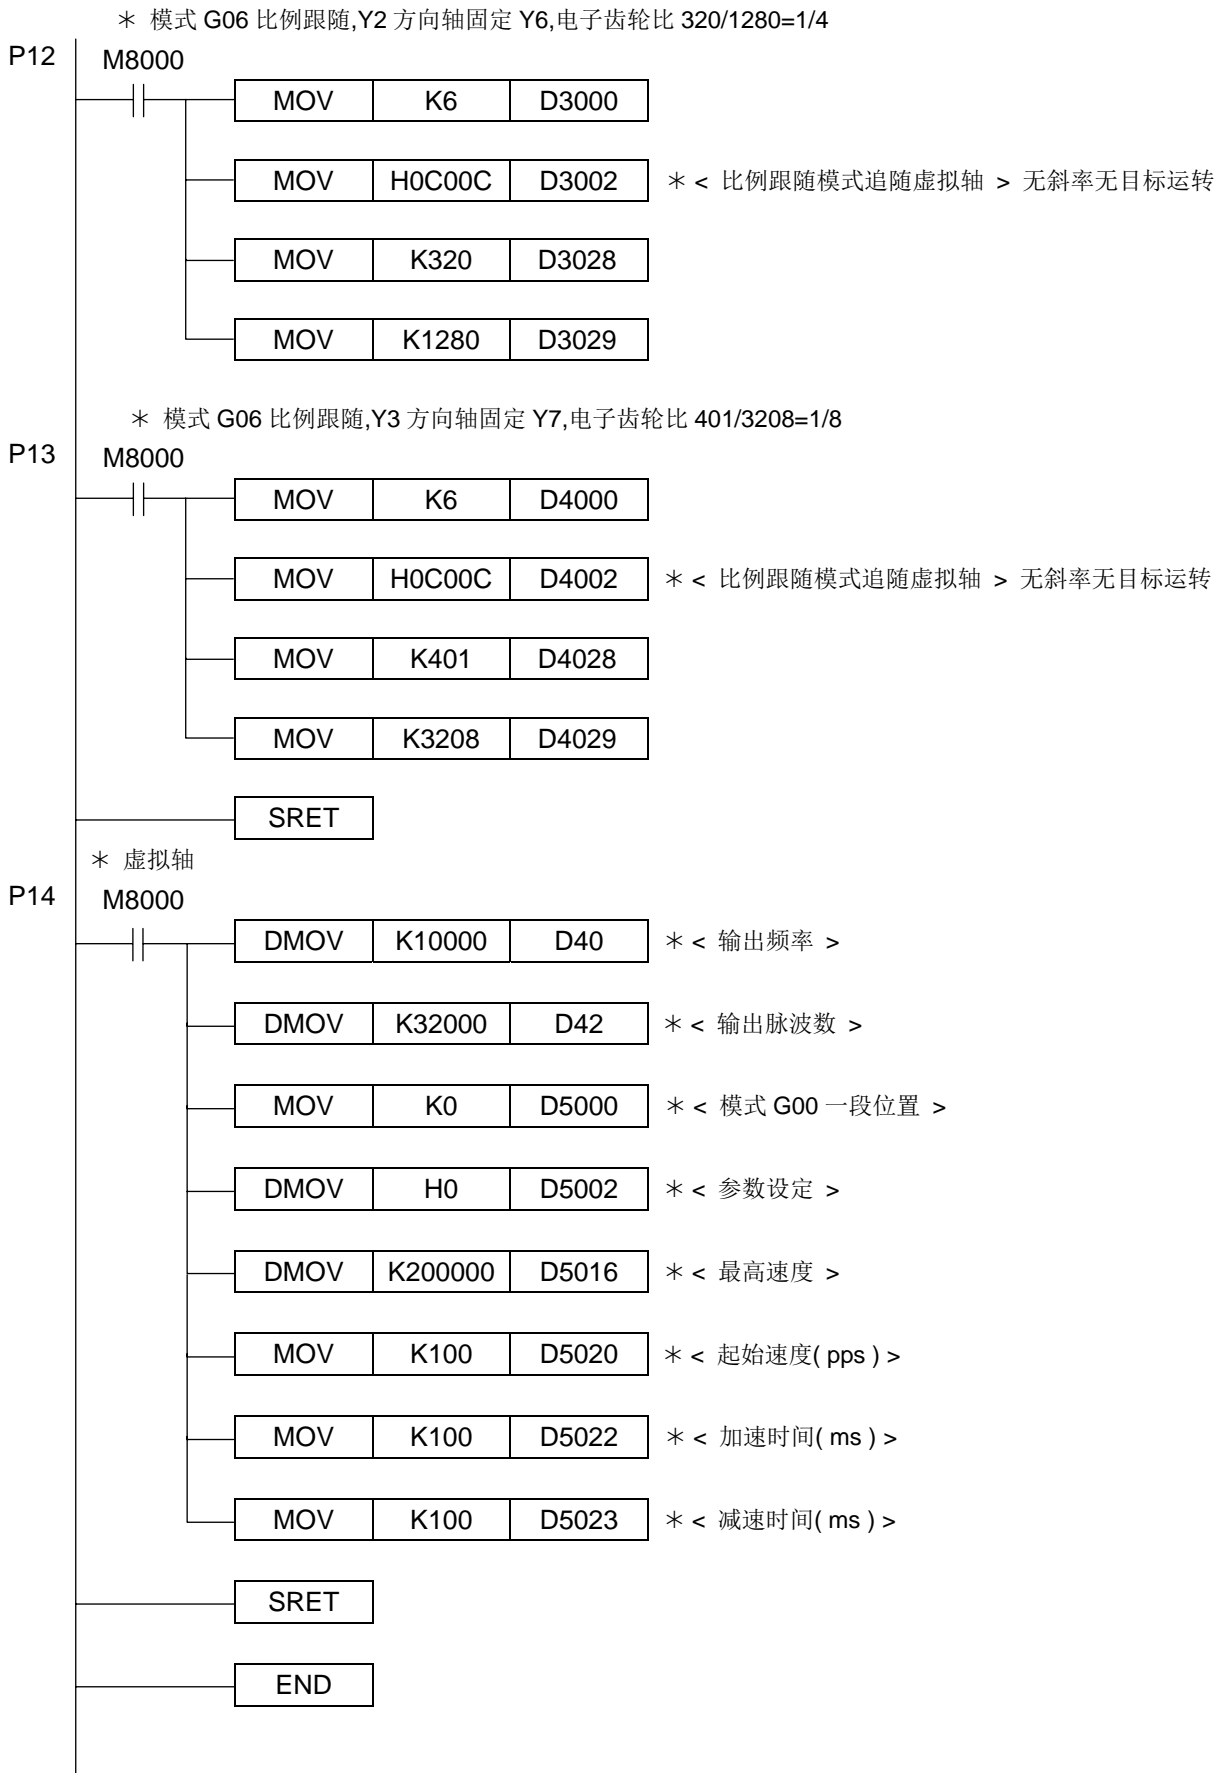 ＊ 模式 G06 比例跟随,Y2 方向轴固定 Y6,电子齿轮比 320/1280=1/4
P12 M8000
MOV K6 D3000
MOV H0C00C D3002 ＊< 比例跟随模式追随虚拟轴 > 无斜率无目标运转
MOV K320 D3028
MOV K1280 D3029
＊ 模式 G06 比例跟随,Y3 方向轴固定 Y7,电子齿轮比 401/3208=1/8
P13 M8000
MOV K6 D4000
MOV H0C00C D4002 ＊< 比例跟随模式追随虚拟轴 > 无斜率无目标运转
MOV K401 D4028
MOV K3208 D4029
SRET
＊ 虚拟轴
P14 M8000
DMOV K10000 D40 ＊< 输出频率 >
DMOV K32000 D42 ＊< 输出脉波数 >
MOV K0 D5000 ＊< 模式 G00 一段位置 >
DMOV H0 D5002 ＊< 参数设定 >
DMOV K200000 D5016 ＊< 最高速度 >
MOV K100 D5020 ＊< 起始速度( pps ) >
MOV K100 D5022 ＊< 加速时间( ms ) >
MOV K100 D5023 ＊< 减速时间( ms ) >
SRET
END